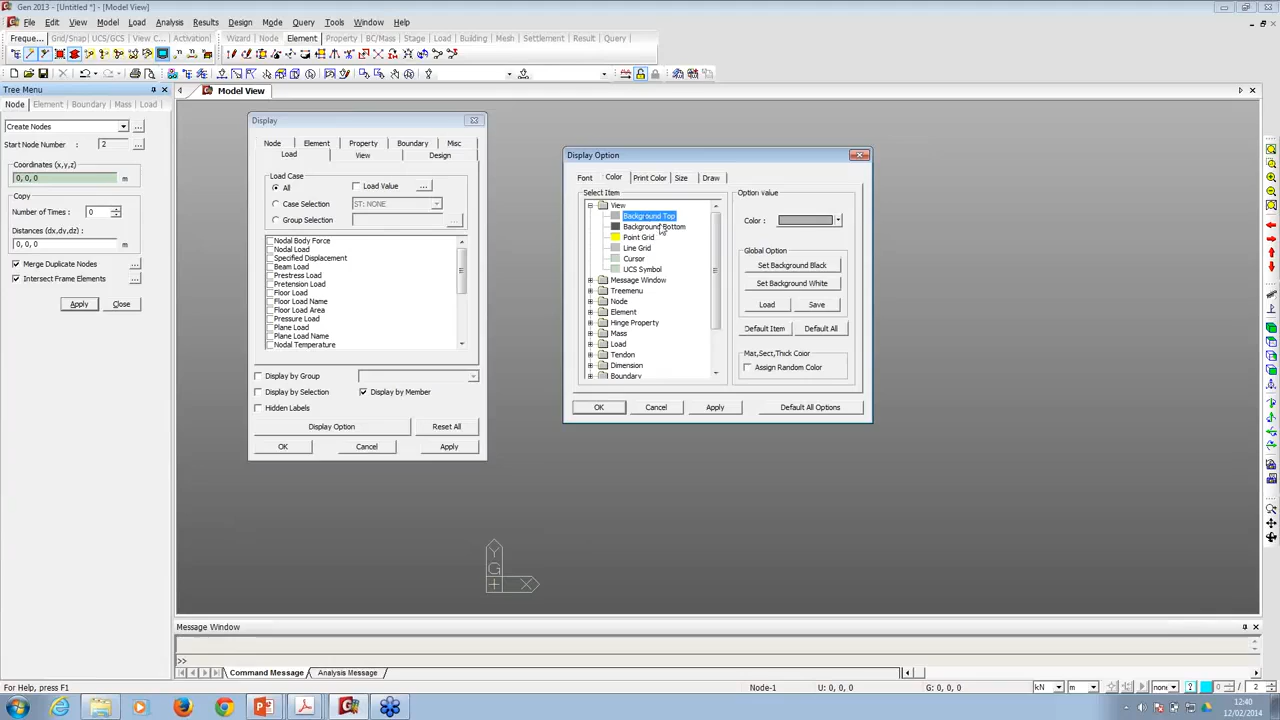 Gen 2013 - [Untitled *] - [Model View]
File Edit View Model Load Analysis Results Design Mode Query Tools Window Help
Freque... Grid/Snap UCS/GCS View C... Activation Wizard Node Element Property BC/Mass Stage Load Building Mesh Settlement Result Query
Tree Menu
Node Element Boundary Mass Load
Create Nodes
Start Node Number : 2
Coordinates (x,y,z)
0, 0, 0 m
Copy
Number of Times : 0
Distances (dx,dy,dz)
0, 0, 0 m
Merge Duplicate Nodes
Intersect Frame Elements
Apply Close
Model View
Display
Node Element Property Boundary Misc
Load View Design
Load Case
All Load Value ...
Case Selection ST: NONE
Group Selection
Nodal Body Force
Nodal Load
Specified Displacement
Beam Load
Prestress Load
Pretension Load
Floor Load
Floor Load Name
Floor Load Area
Pressure Load
Plane Load
Plane Load Name
Nodal Temperature
Display by Group
Display by Selection Display by Member
Hidden Labels
Display Option Reset All
OK Cancel Apply
Display Option
Font Color Print Color Size Draw
Select Item
View
Background Top
Background Bottom
Point Grid
Line Grid
Cursor
UCS Symbol
Message Window
Treemenu
Node
Element
Hinge Property
Mass
Load
Tendon
Dimension
Boundary
Option Value
Color :
Global Option
Set Background Black
Set Background White
Load Save
Default Item Default All
Mat,Sect,Thick Color
Assign Random Color
OK Cancel Apply Default All Options
Y
G
X
Message Window
>>
Command Message Analysis Message
For Help, press F1 Node-1 U: 0, 0, 0 G: 0, 0, 0 kN m none ? 0 / 2
12:40
12/02/2014